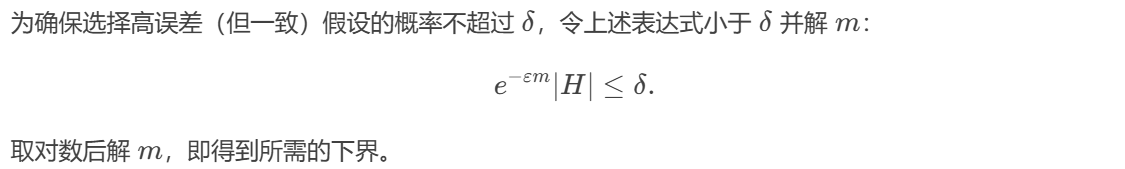 为确保选择高误差（但一致）假设的概率不超过 δ，令上述表达式小于 δ 并解 m：
e^{−εm}|H| ≤ δ.
取对数后解 m，即得到所需的下界。